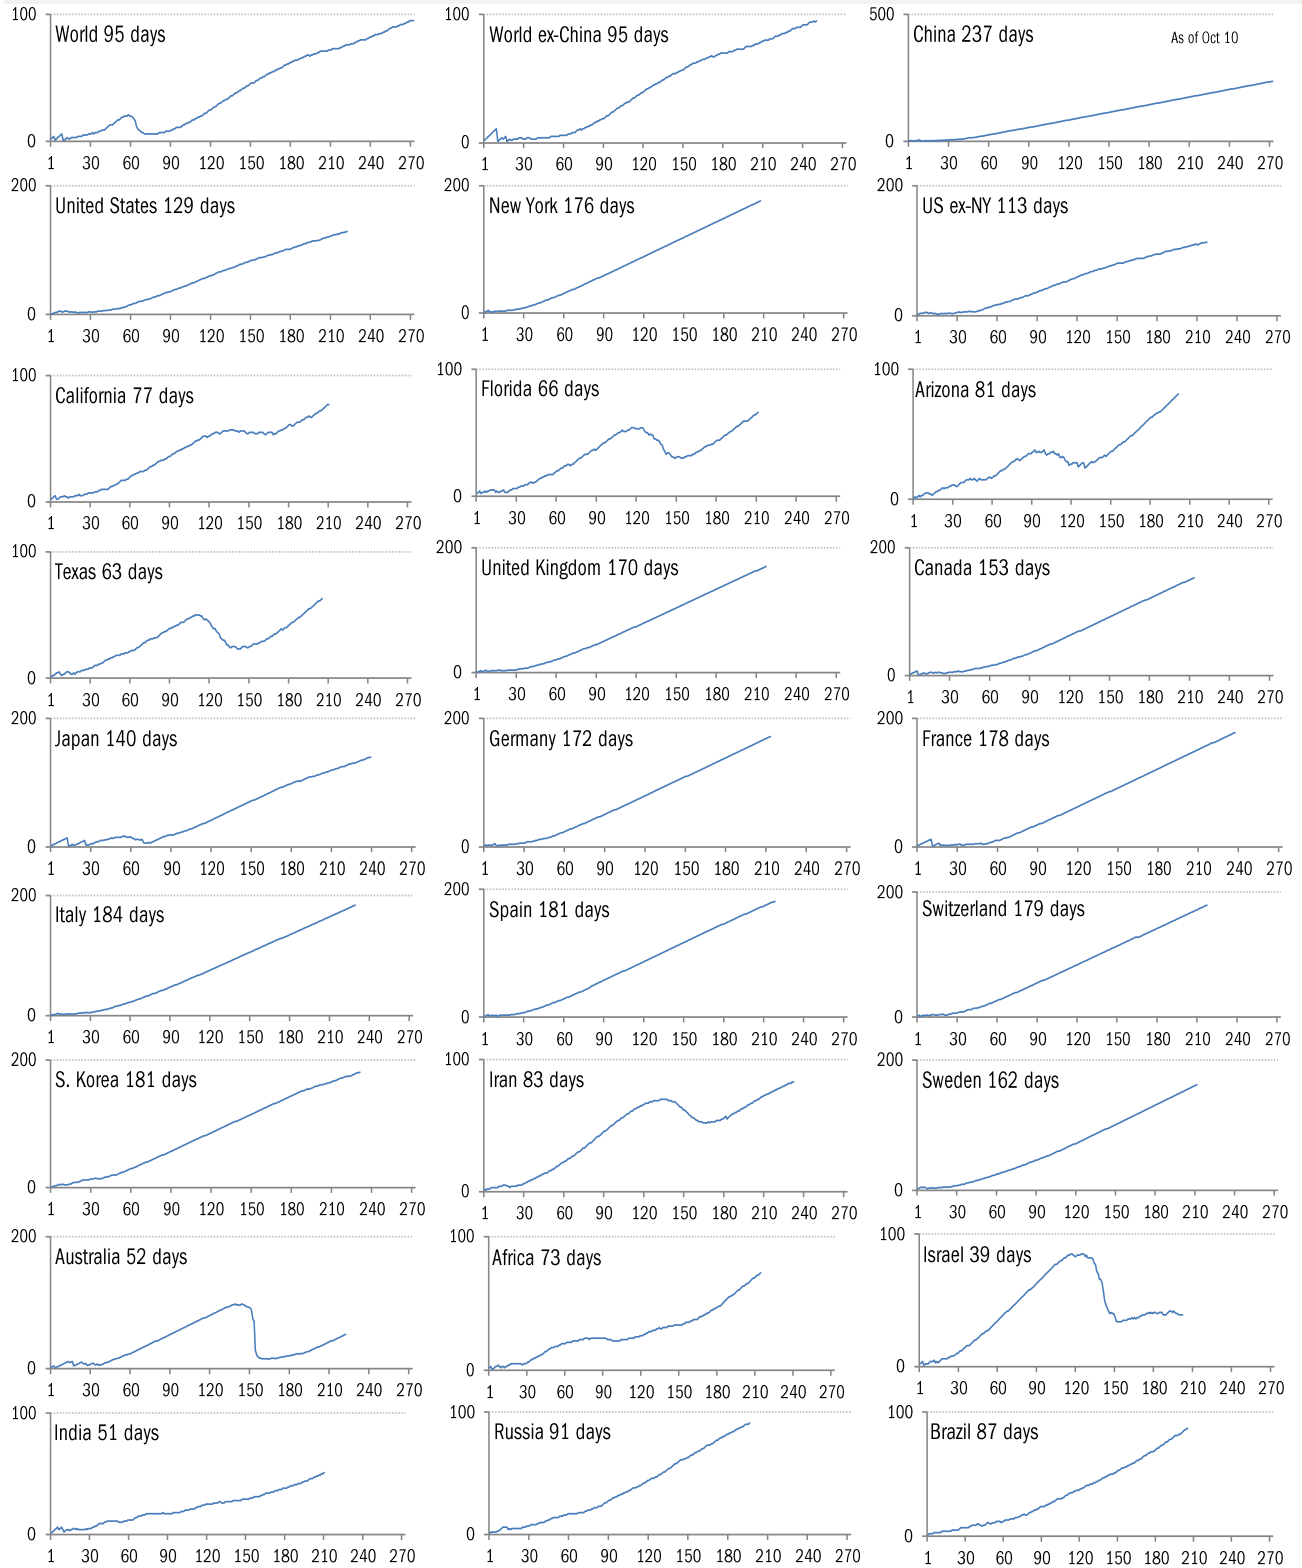 100 100 500
World 95 days World ex-China 95 days China 237 days As of Oct 10
0 0 0
1 30 60 90 120 150 180 210 240 270 1 30 60 90 120 150 180 210 240 270 1 30 60 90 120 150 180 210 240 270
200 200 200
United States 129 days New York 176 days US ex-NY 113 days
0 0 0
1 30 60 90 120 150 180 210 240 270 1 30 60 90 120 150 180 210 240 270 1 30 60 90 120 150 180 210 240 270
100 100 100
California 77 days Florida 66 days Arizona 81 days
0 0 0
1 30 60 90 120 150 180 210 240 270 1 30 60 90 120 150 180 210 240 270 1 30 60 90 120 150 180 210 240 270
100 200 200
Texas 63 days United Kingdom 170 days Canada 153 days
0 0 0
1 30 60 90 120 150 180 210 240 270 1 30 60 90 120 150 180 210 240 270 1 30 60 90 120 150 180 210 240 270
200 200 200
Japan 140 days Germany 172 days France 178 days
0 0 0
1 30 60 90 120 150 180 210 240 270 1 30 60 90 120 150 180 210 240 270 1 30 60 90 120 150 180 210 240 270
200 200 200
Italy 184 days Spain 181 days Switzerland 179 days
0 0 0
1 30 60 90 120 150 180 210 240 270 1 30 60 90 120 150 180 210 240 270 1 30 60 90 120 150 180 210 240 270
200 100 200
S. Korea 181 days Iran 83 days Sweden 162 days
0 0 0
1 30 60 90 120 150 180 210 240 270 1 30 60 90 120 150 180 210 240 270 1 30 60 90 120 150 180 210 240 270
200 100 100
Australia 52 days Africa 73 days Israel 39 days
0 0 0
1 30 60 90 120 150 180 210 240 270 1 30 60 90 120 150 180 210 240 270 1 30 60 90 120 150 180 210 240 270
100 100 100
India 51 days Russia 91 days Brazil 87 days
0 0 0
1 30 60 90 120 150 180 210 240 270 1 30 60 90 120 150 180 210 240 270 1 30 60 90 120 150 180 210 240 270